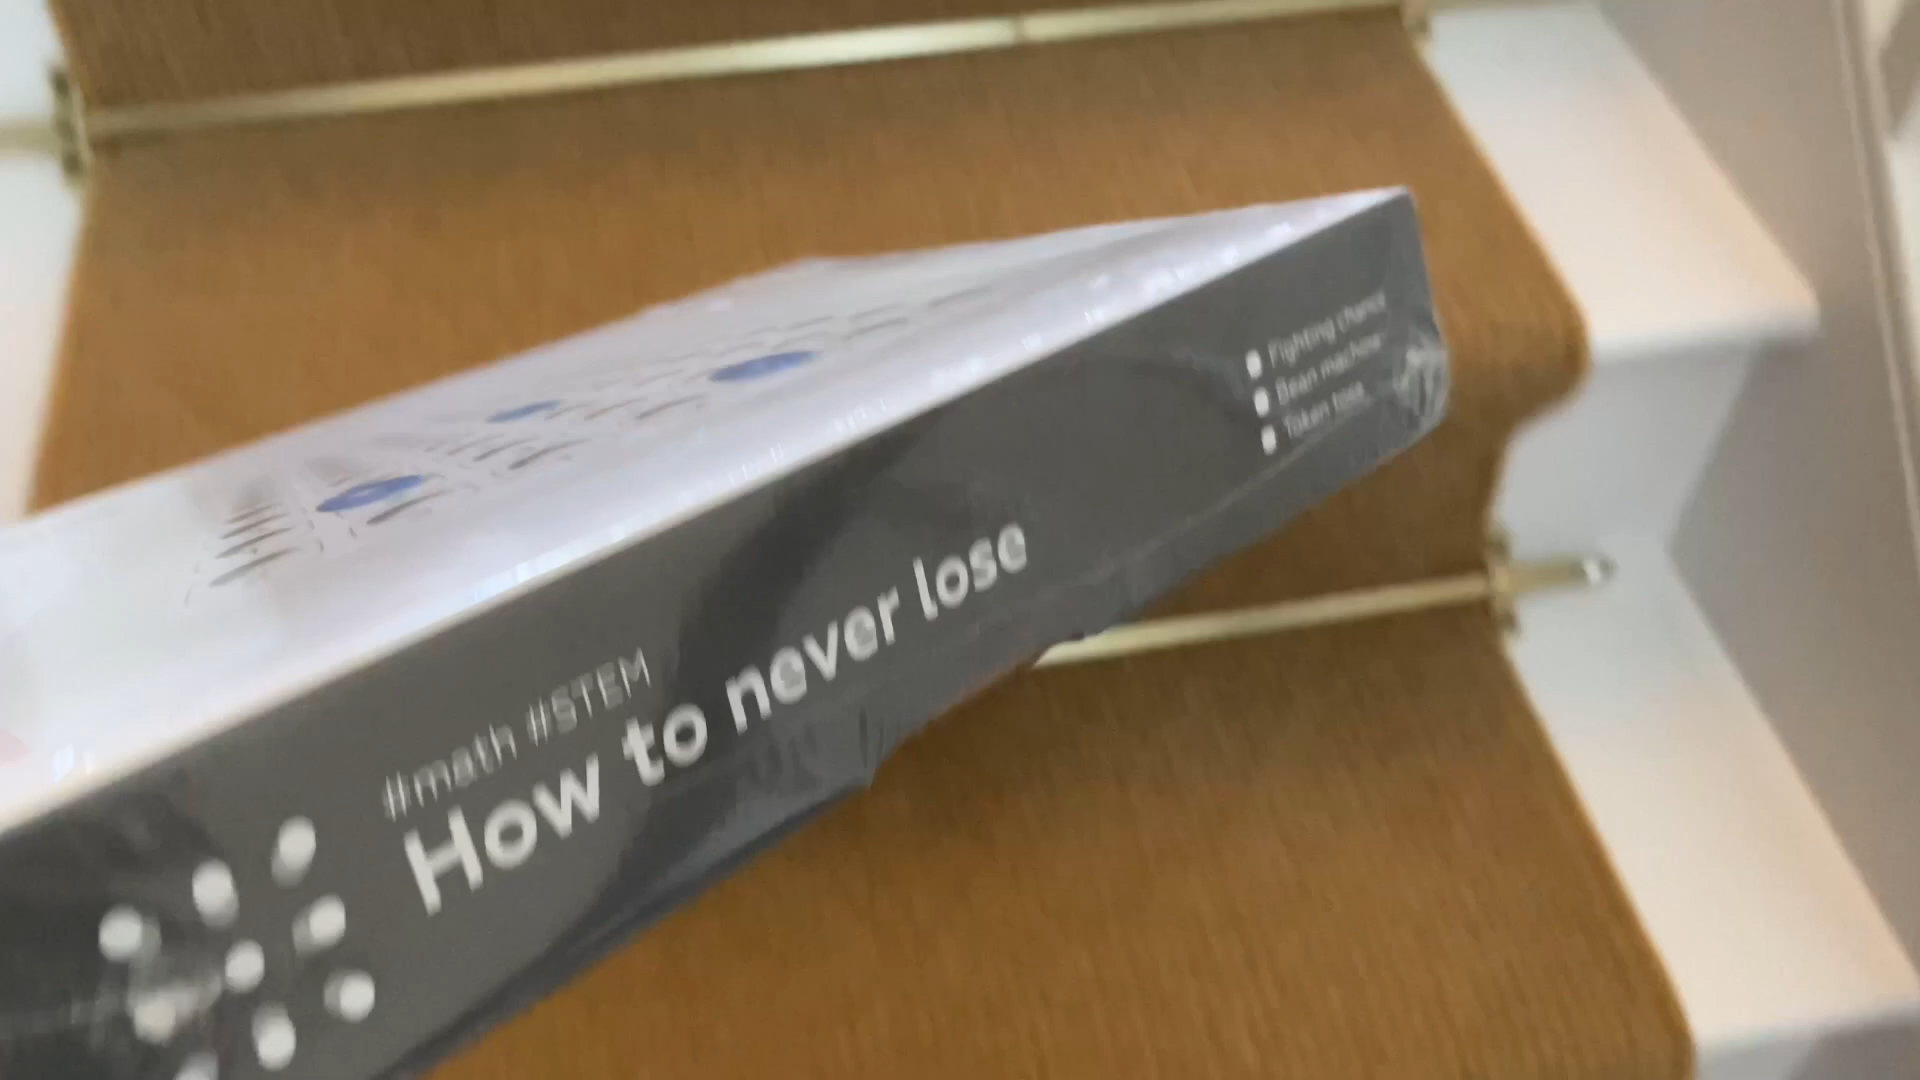 #math #STEM
How to never lose
Fighting chance
Bean machine
Token toss